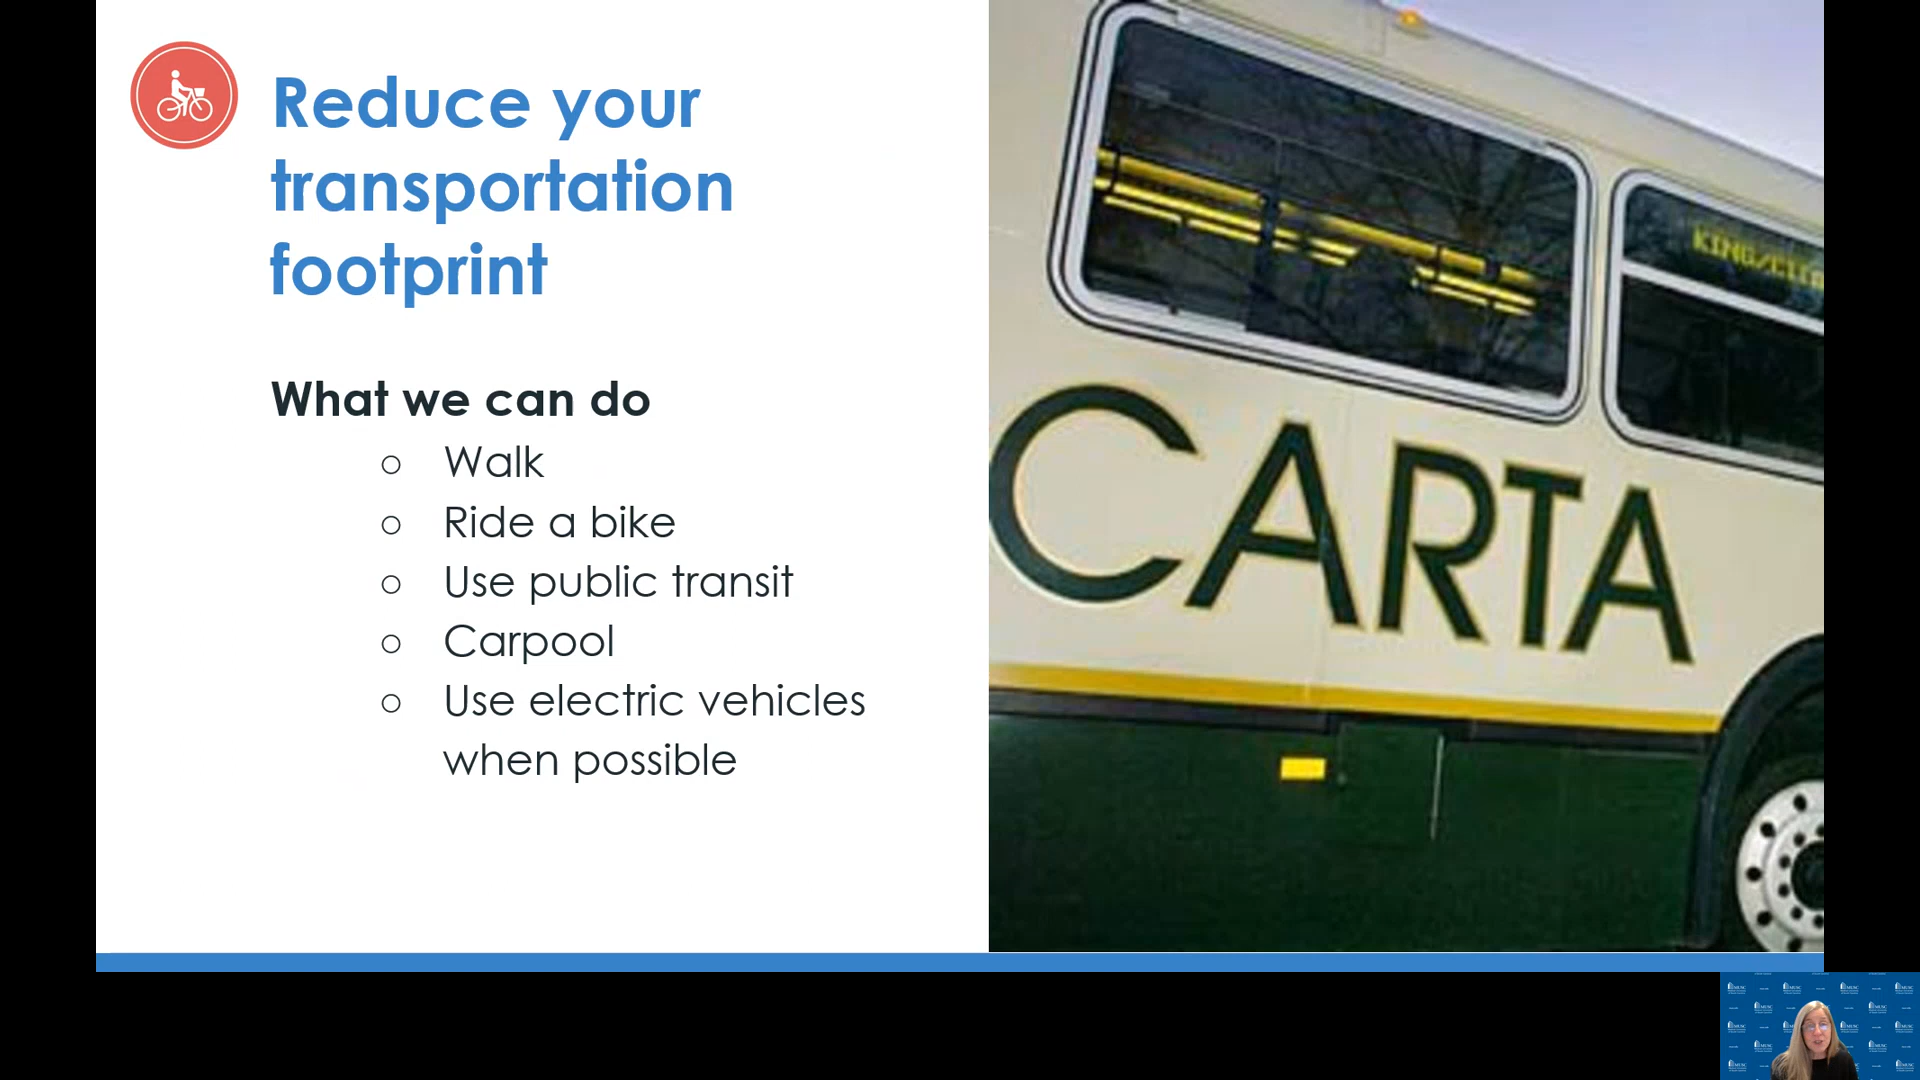 Reduce your
transportation
footprint
What we can do
○ Walk
○ Ride a bike
○ Use public transit
○ Carpool
○ Use electric vehicles
when possible
CARTA
MUSC